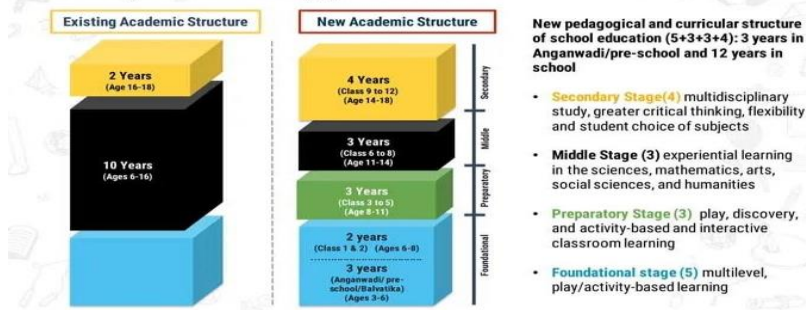 Existing Academic Structure
2 Years
(Age 16-18)
10 Years
(Ages 6-16)
New Academic Structure
4 Years
(Class 9 to 12)
(Age 14-18)
3 Years
(Class 6 to 8)
(Age 11-14)
3 Years
(Class 3 to 5)
(Age 8-11)
2 years
(Class 1 & 2) (Ages 6-8)
3 years
(Anganwadi/ pre-
school/Balvatika)
(Ages 3-6)
Secondary
Middle
Preparatory
Foundational
New pedagogical and curricular structure
of school education (5+3+3+4): 3 years in
Anganwadi/pre-school and 12 years in
school
• Secondary Stage(4) multidisciplinary
study, greater critical thinking, flexibility
and student choice of subjects
• Middle Stage (3) experiential learning
in the sciences, mathematics, arts,
social sciences, and humanities
• Preparatory Stage (3) play, discovery,
and activity-based and interactive
classroom learning
• Foundational stage (5) multilevel,
play/activity-based learning